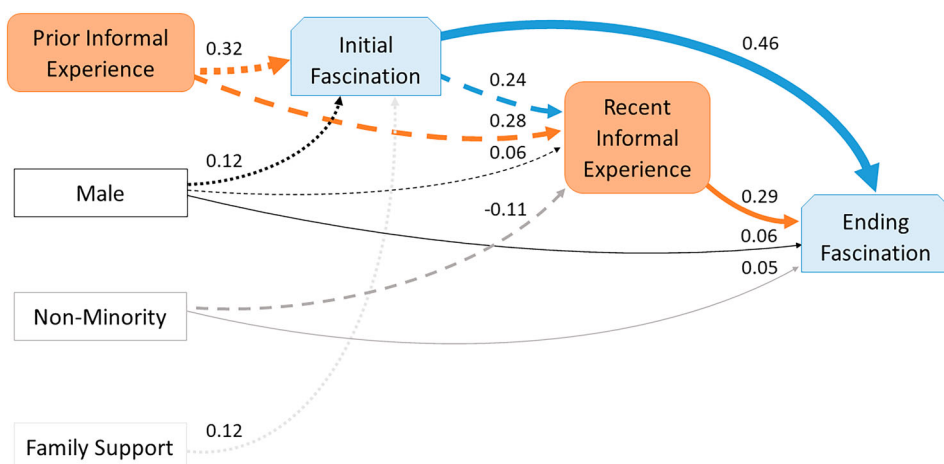 Prior Informal
Experience
0.32
Initial
Fascination
0.46
0.24
0.28
Recent
Informal
Experience
0.12
0.06
Male
-0.11
0.29
0.06
0.05
Ending
Fascination
Non-Minority
0.12
Family Support